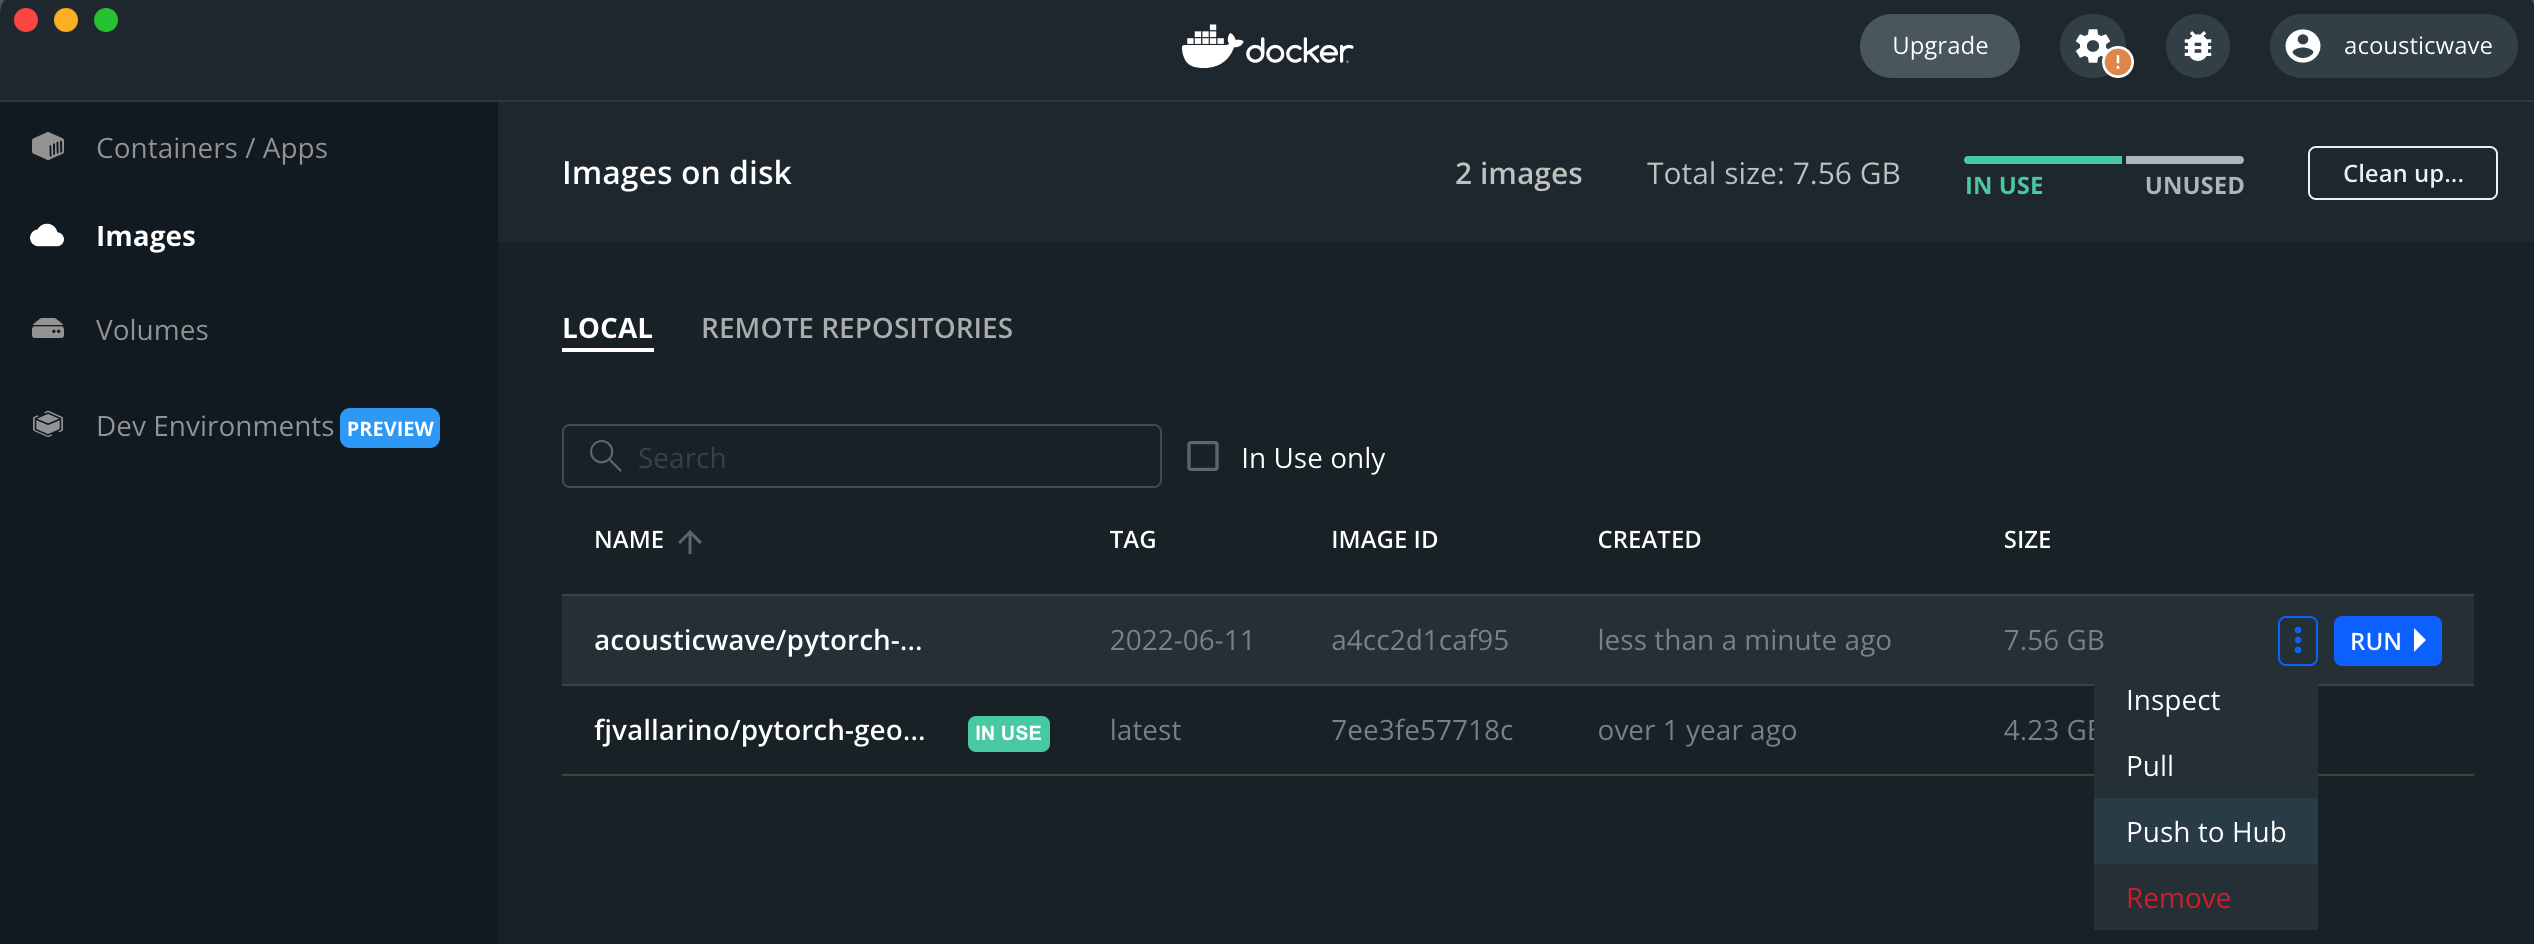 docker
Upgrade
acousticwave
Containers / Apps
Images
Volumes
Dev Environments PREVIEW
Images on disk
2 images
Total size: 7.56 GB
IN USE
UNUSED
Clean up...
LOCAL
REMOTE REPOSITORIES
Search
In Use only
NAME TAG IMAGE ID CREATED SIZE
acousticwave/pytorch-... 2022-06-11 a4cc2d1caf95 less than a minute ago 7.56 GB RUN
fjvallarino/pytorch-geo... IN USE latest 7ee3fe57718c over 1 year ago 4.23 GB
Inspect
Pull
Push to Hub
Remove